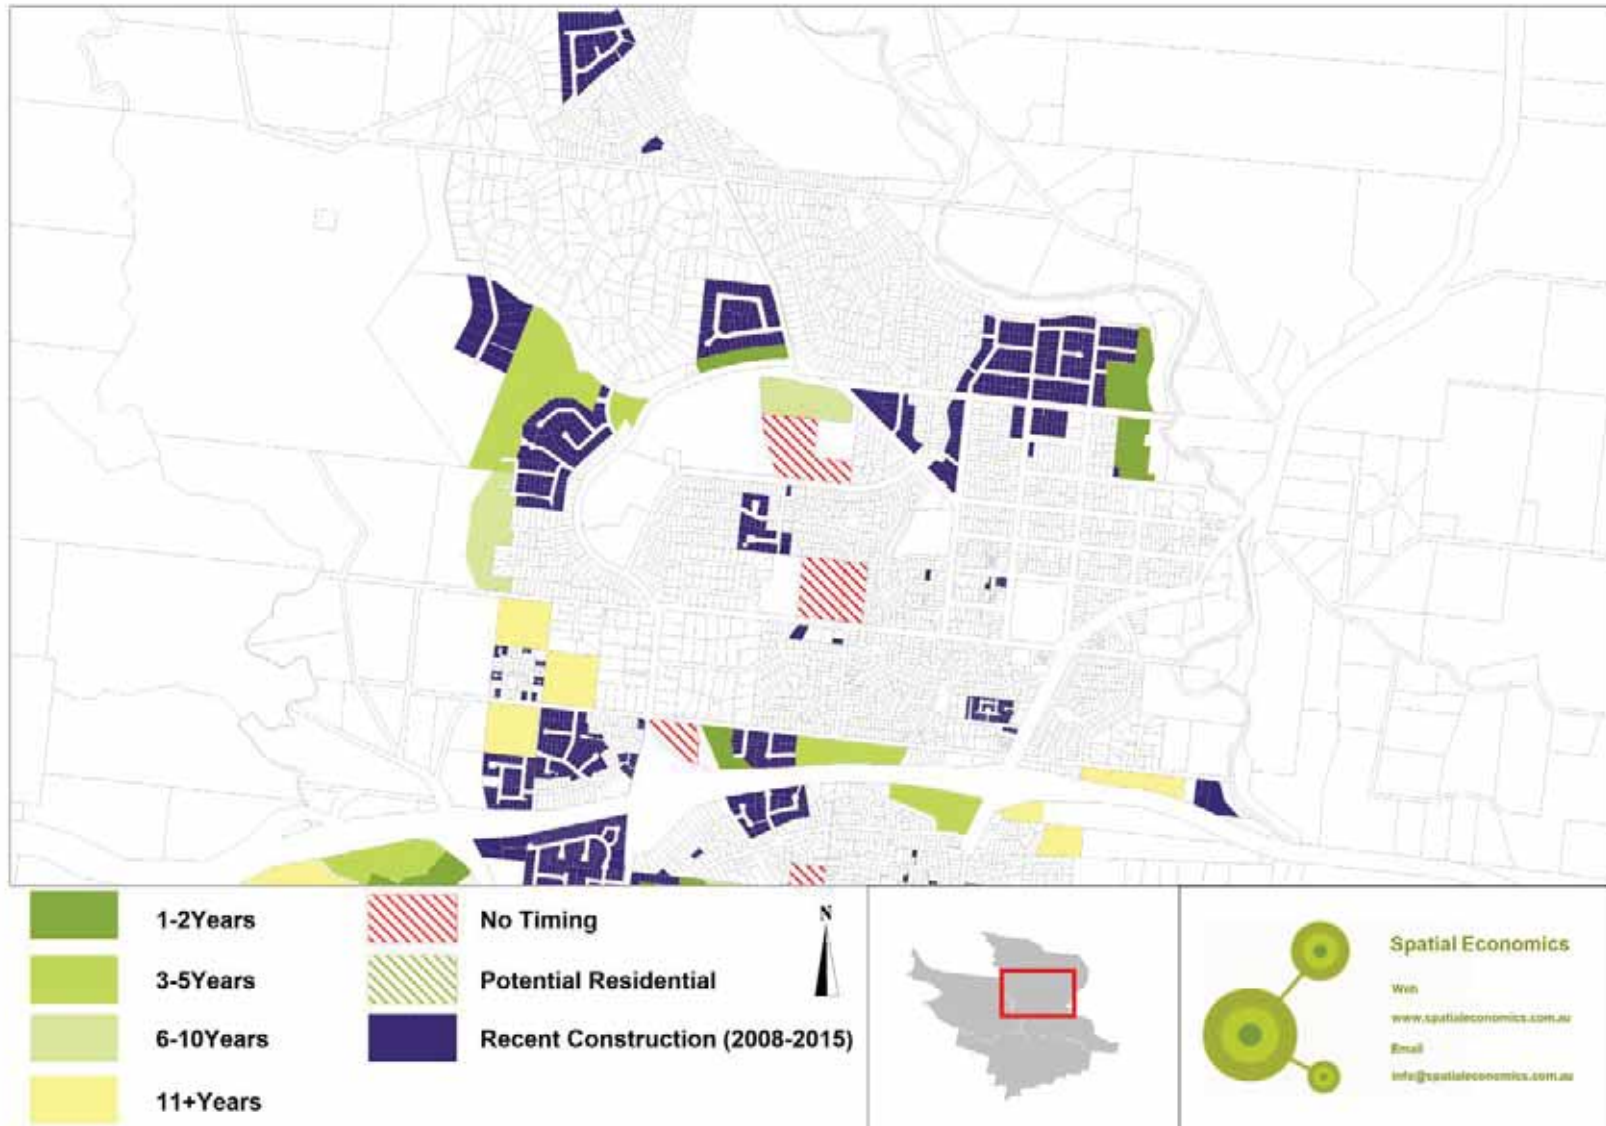 1-2Years
3-5Years
6-10Years
11+Years
No Timing
Potential Residential
Recent Construction (2008-2015)
N
Spatial Economics
Web
www.spatialeconomics.com.au
Email
info@spatialeconomics.com.au